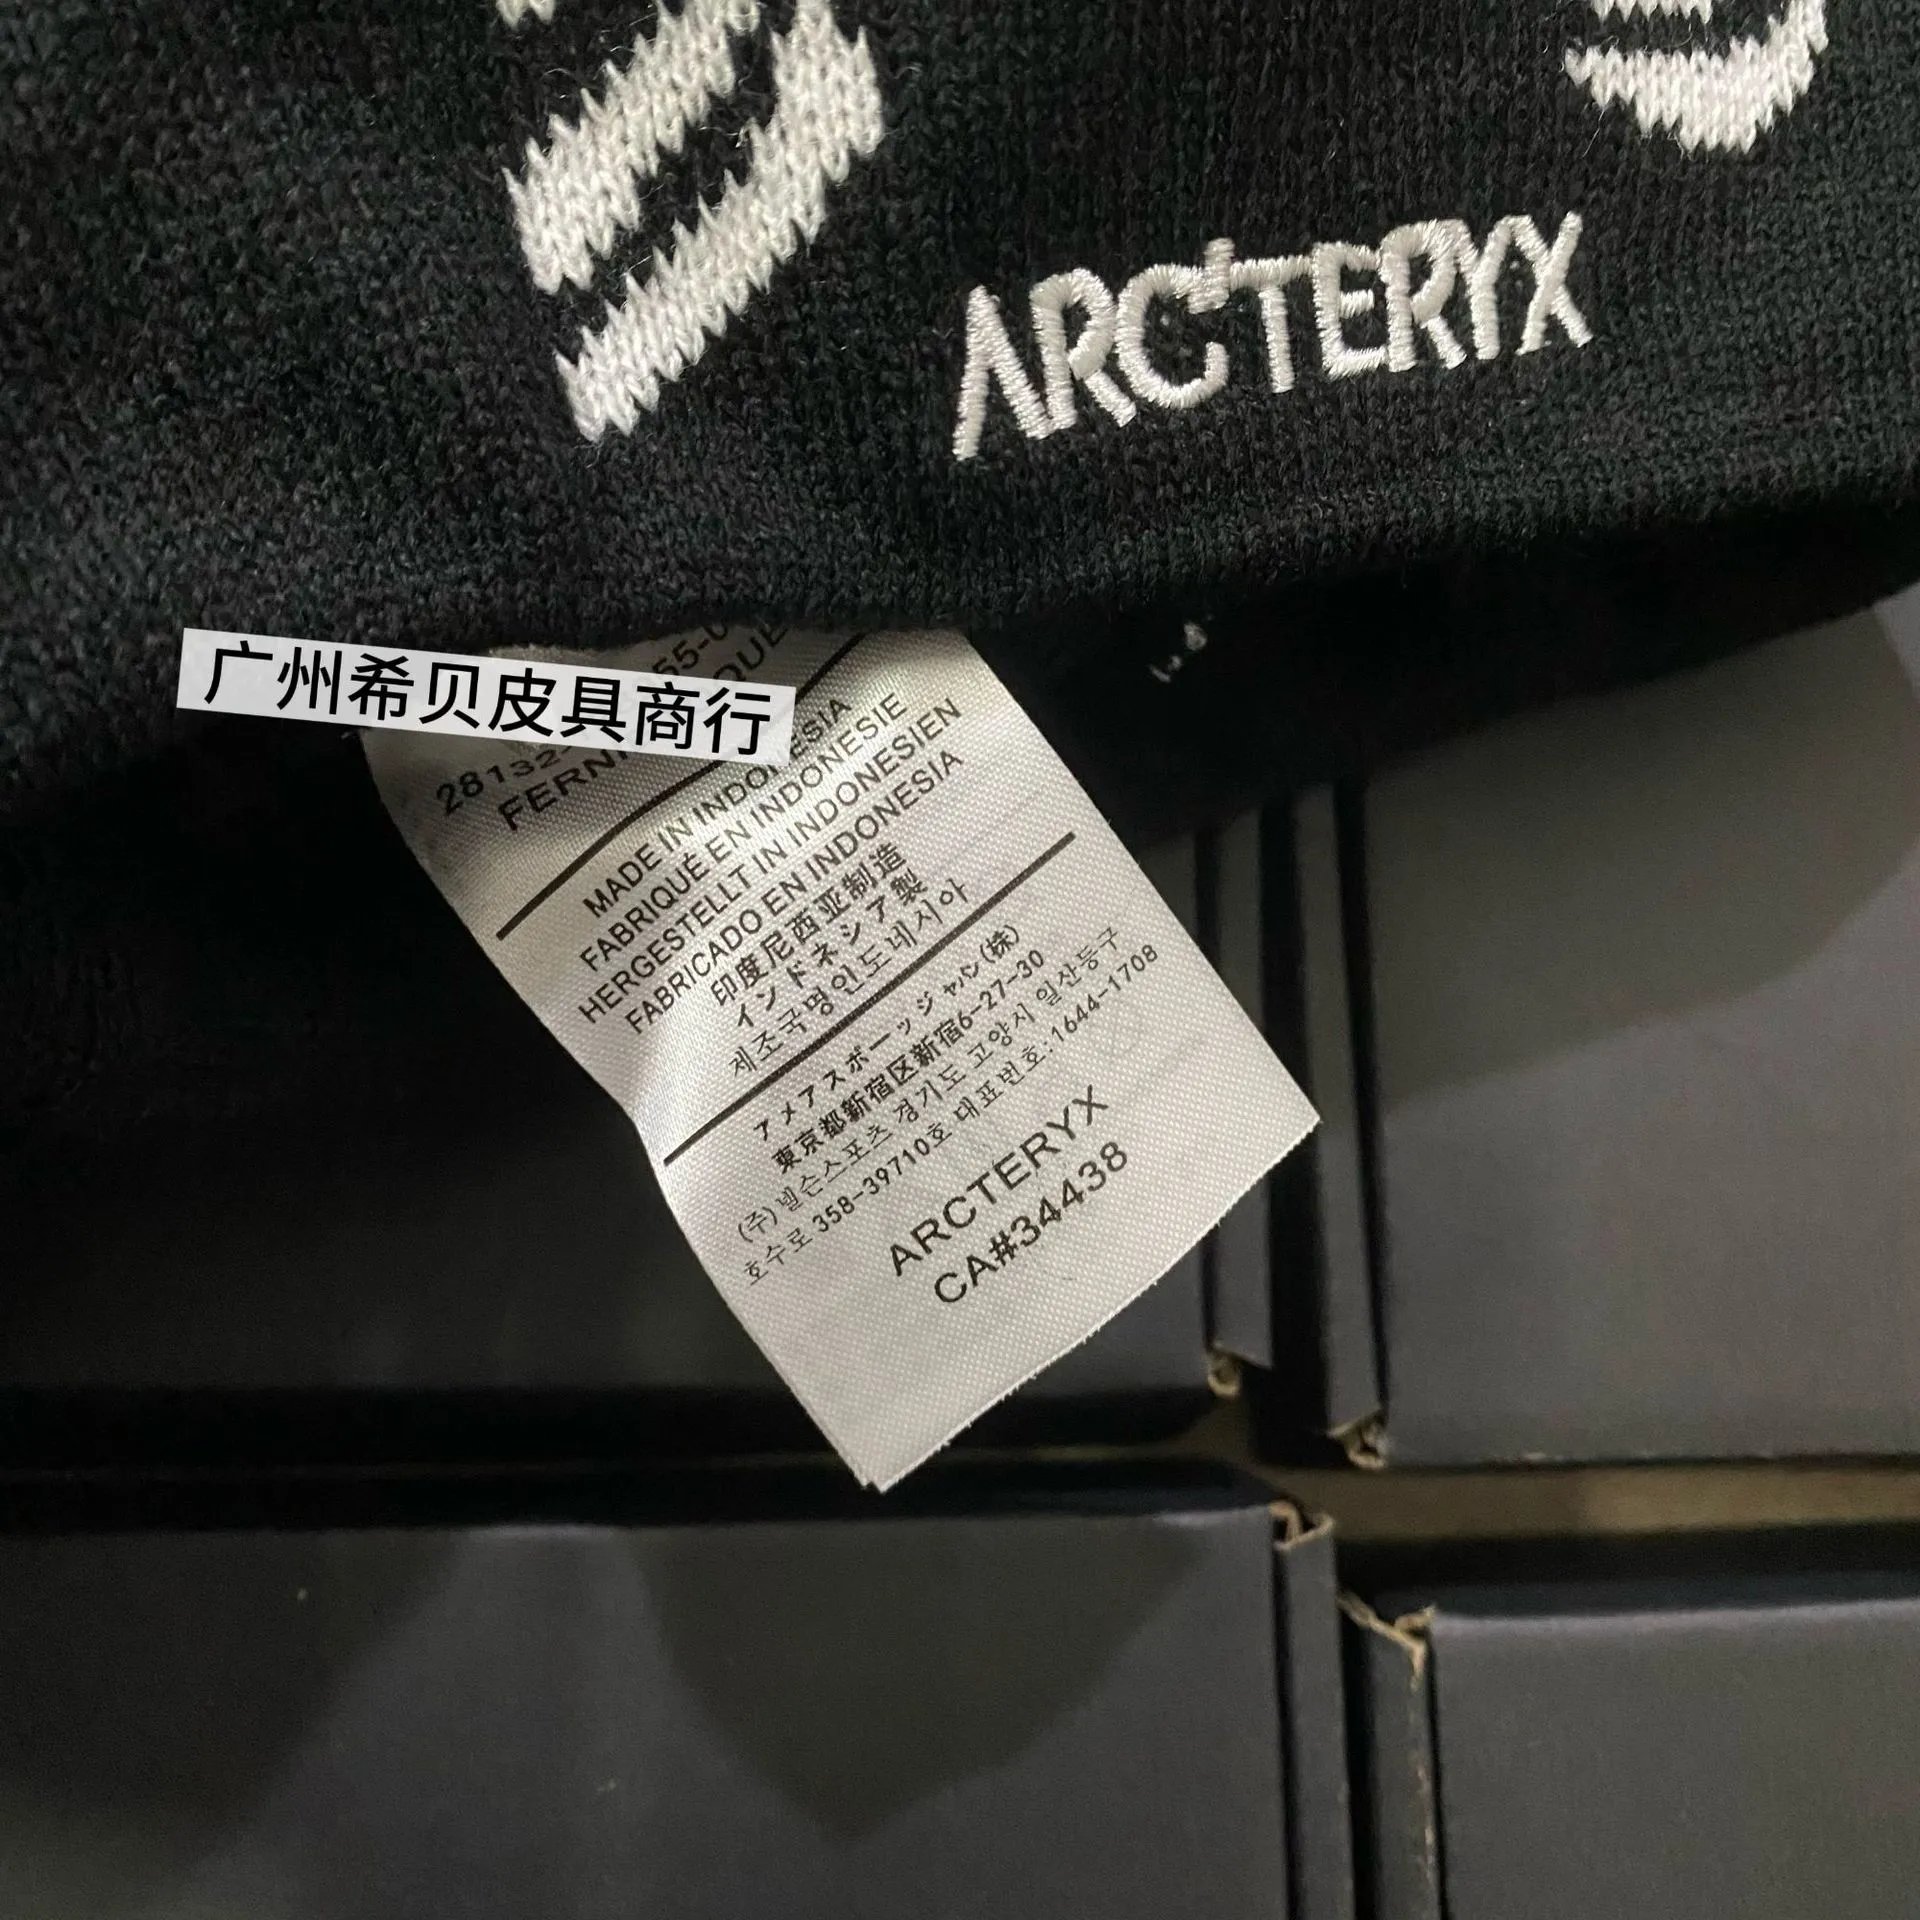 ARC'TERYX
广州希贝皮具商行
MADE IN INDONESIA
FABRIQUÉ EN INDONESIE
HERGESTELLT IN INDONESIEN
FABRICADO EN INDONESIA
印度尼西亚制造
インドネシア製
제조국명인도네시아
アメアスポーツジャパン(株)
東京都新宿区新宿6-27-30
(주)넬슨스포츠 경기도 고양시 일산동구
호수로 358-39710호 대표번호:1644-1708
ARCTERYX
CA#34438